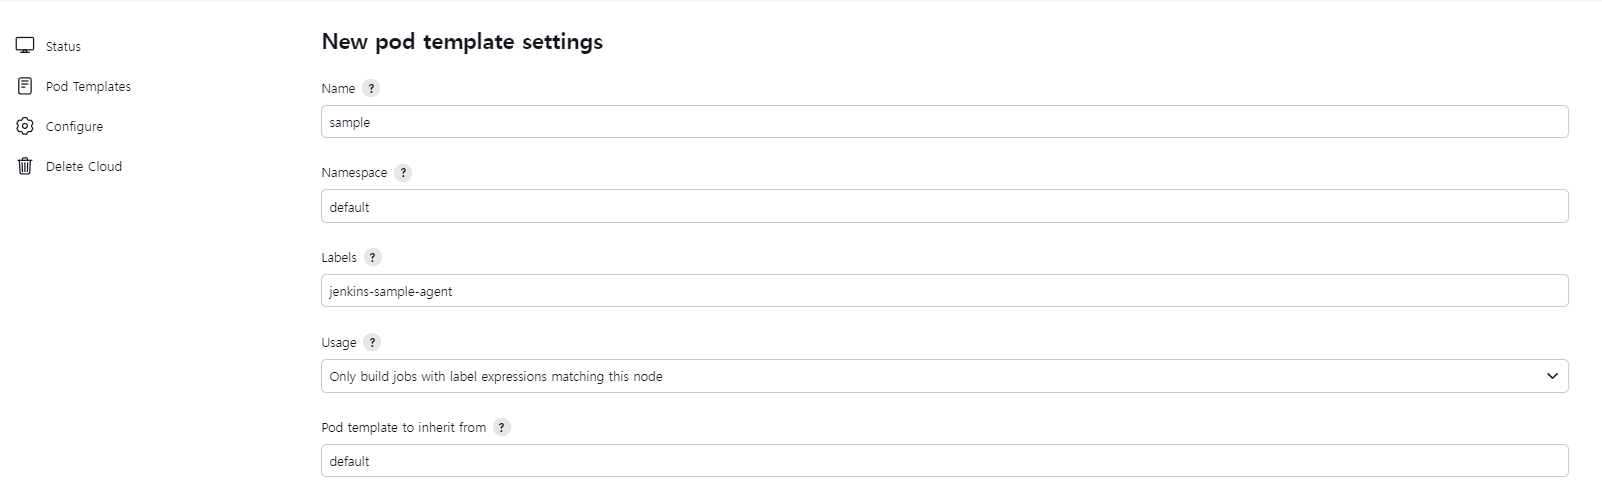 Status
Pod Templates
Configure
Delete Cloud
New pod template settings
Name ?
sample
Namespace ?
default
Labels ?
jenkins-sample-agent
Usage ?
Only build jobs with label expressions matching this node
Pod template to inherit from ?
default